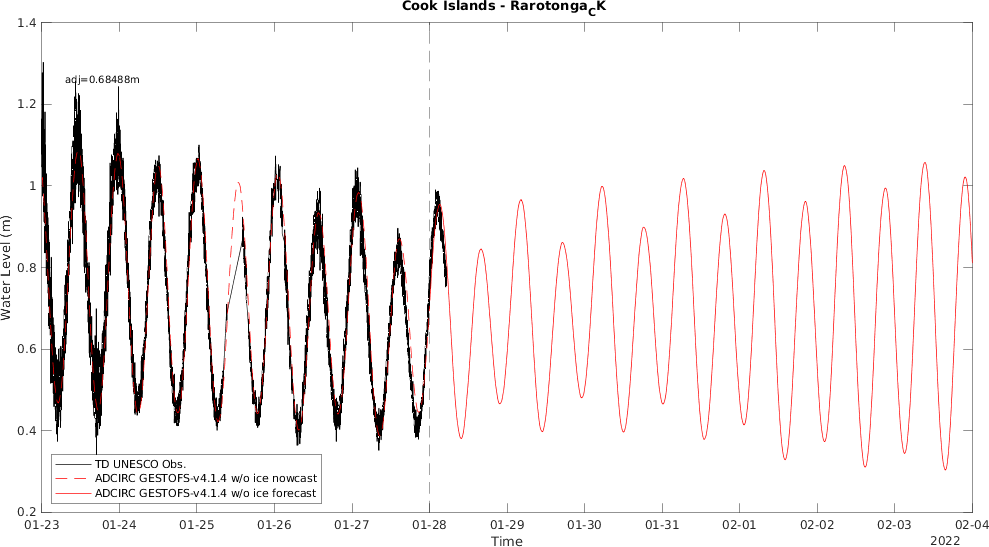 Cook Islands - Rarotonga_CK
1.4
adj=0.68488m
1.2
1
0.8
0.6
0.4
0.2
Water Level (m)
TD UNESCO Obs.
ADCIRC GESTOFS-v4.1.4 w/o ice nowcast
ADCIRC GESTOFS-v4.1.4 w/o ice forecast
01-23 01-24 01-25 01-26 01-27 01-28 01-29 01-30 01-31 02-01 02-02 02-03 02-04
Time
2022